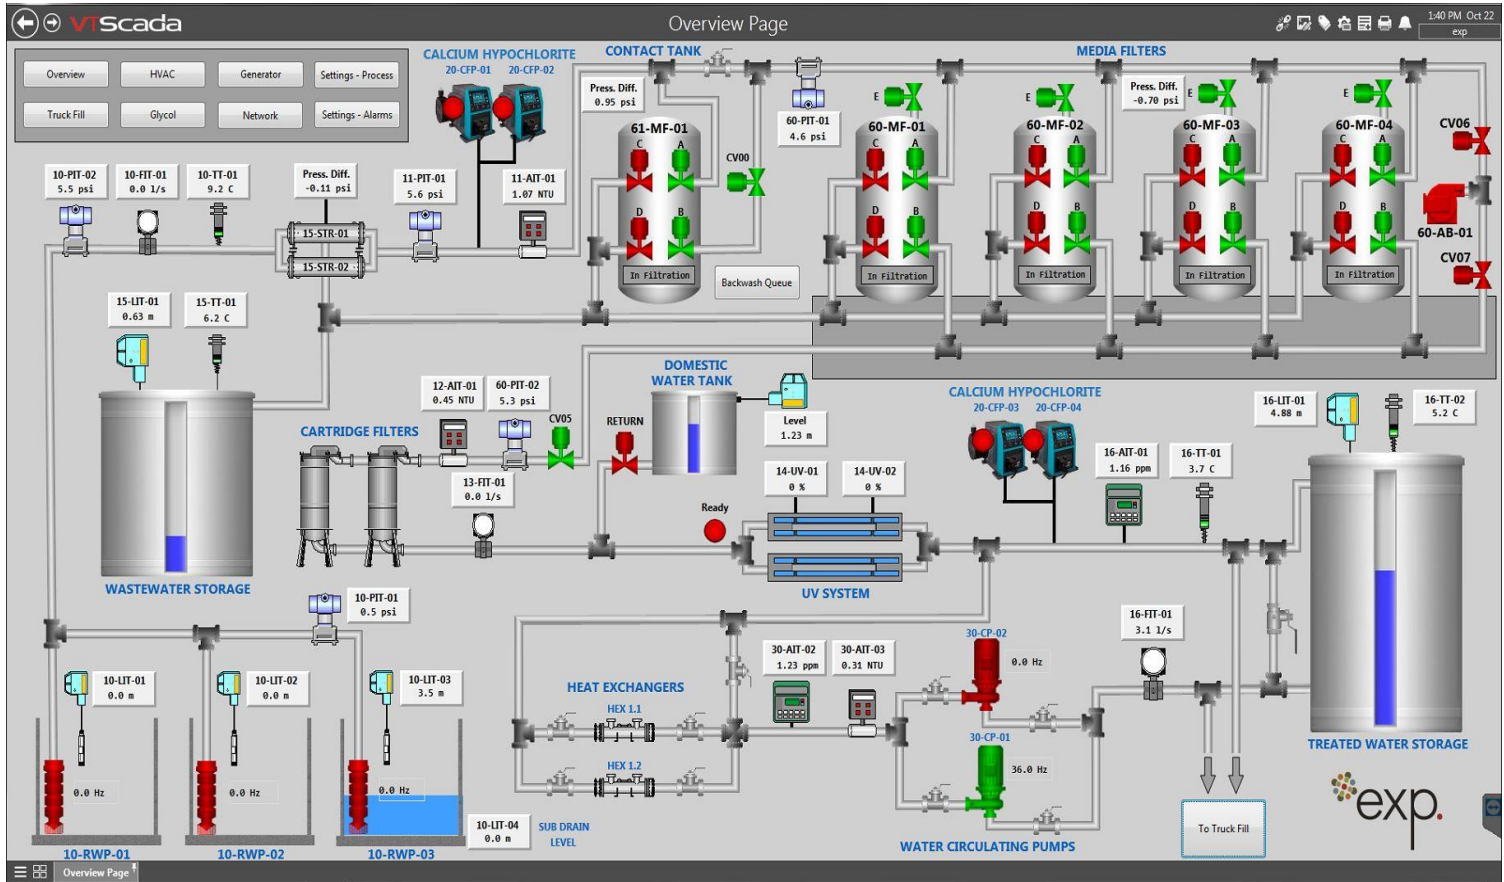 VTScada
Overview Page
1:40 PM Oct 22
exp
Overview
HVAC
Generator
Settings - Process
Truck Fill
Glycol
Network
Settings - Alarms
CALCIUM HYPOCHLORITE
20-CFP-01
20-CFP-02
CONTACT TANK
MEDIA FILTERS
Press. Diff.
0.95 psi
60-PIT-01
4.6 psi
Press. Diff.
-0.70 psi
E
E
E
E
61-MF-01
60-MF-01
60-MF-02
60-MF-03
60-MF-04
C
A
C
A
C
A
C
A
C
A
D
B
D
B
D
B
D
B
D
B
In Filtration
In Filtration
In Filtration
In Filtration
In Filtration
CV00
CV06
60-AB-01
CV07
Backwash Queue
10-PIT-02
5.5 psi
10-FIT-01
0.0 l/s
10-TT-01
9.2 C
Press. Diff.
-0.11 psi
11-PIT-01
5.6 psi
11-AIT-01
1.07 NTU
15-STR-01
15-STR-02
15-LIT-01
0.63 m
15-TT-01
6.2 C
WASTEWATER STORAGE
CARTRIDGE FILTERS
12-AIT-01
0.45 NTU
60-PIT-02
5.3 psi
CV05
13-FIT-01
0.0 l/s
RETURN
DOMESTIC
WATER TANK
Level
1.23 m
Ready
14-UV-01
0 %
14-UV-02
0 %
UV SYSTEM
CALCIUM HYPOCHLORITE
20-CFP-03
20-CFP-04
16-AIT-01
1.16 ppm
16-TT-01
3.7 C
16-LIT-01
4.88 m
16-TT-02
5.2 C
TREATED WATER STORAGE
10-PIT-01
0.5 psi
10-LIT-01
0.0 m
10-LIT-02
0.0 m
10-LIT-03
3.5 m
0.0 Hz
0.0 Hz
0.0 Hz
10-RWP-01
10-RWP-02
10-RWP-03
10-LIT-04
0.0 m
SUB DRAIN
LEVEL
HEAT EXCHANGERS
HEX 1.1
HEX 1.2
30-AIT-02
1.23 ppm
30-AIT-03
0.31 NTU
30-CP-02
0.0 Hz
30-CP-01
36.0 Hz
WATER CIRCULATING PUMPS
16-FIT-01
3.1 l/s
To Truck Fill
exp.
Overview Page